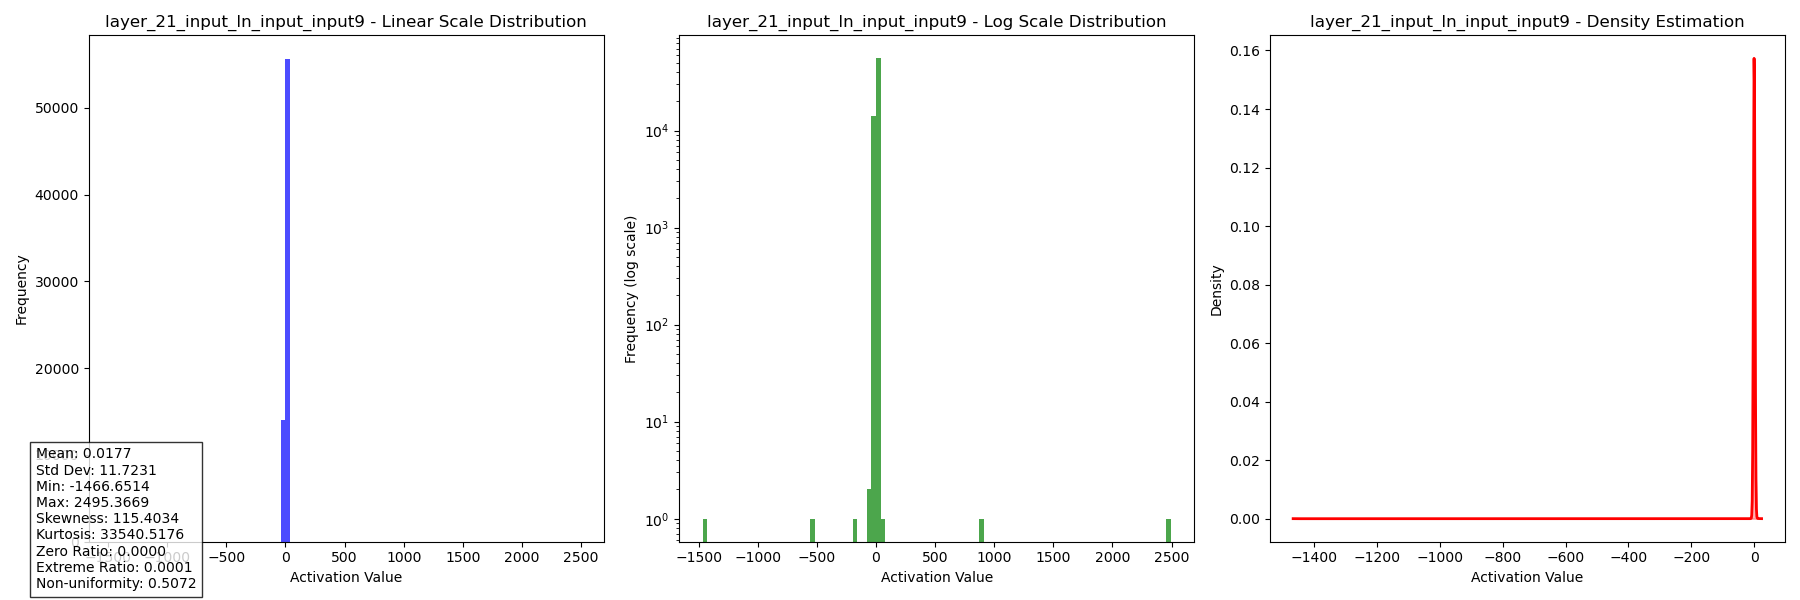 layer_21_input_ln_input_input9 - Linear Scale Distribution
Frequency
50000
40000
30000
20000
−500
0
500
1000
1500
2000
2500
Activation Value
Mean: 0.0177
Std Dev: 11.7231
Min: -1466.6514
Max: 2495.3669
Skewness: 115.4034
Kurtosis: 33540.5176
Zero Ratio: 0.0000
Extreme Ratio: 0.0001
Non-uniformity: 0.5072
layer_21_input_ln_input_input9 - Log Scale Distribution
Frequency (log scale)
10^4
10^3
10^2
10^1
10^0
−1500
−1000
−500
0
500
1000
1500
2000
2500
Activation Value
layer_21_input_ln_input_input9 - Density Estimation
Density
0.16
0.14
0.12
0.10
0.08
0.06
0.04
0.02
0.00
−1400
−1200
−1000
−800
−600
−400
−200
0
Activation Value